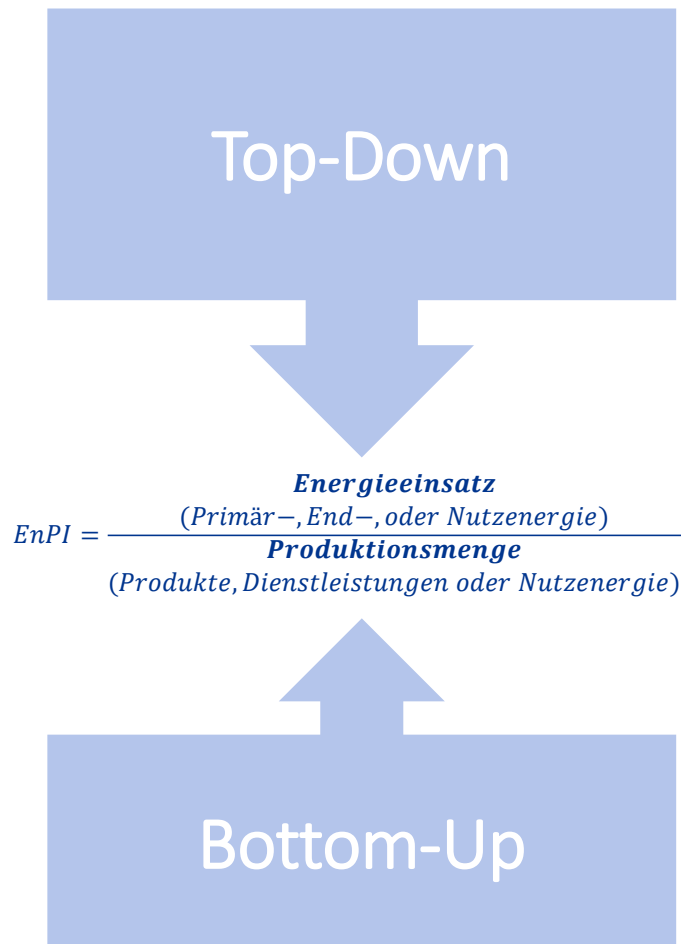 Top-Down
Energieeinsatz
(Primär−, End−, oder Nutzenergie)
EnPI =
Produktionsmenge
(Produkte, Dienstleistungen oder Nutzenergie)
Bottom-Up